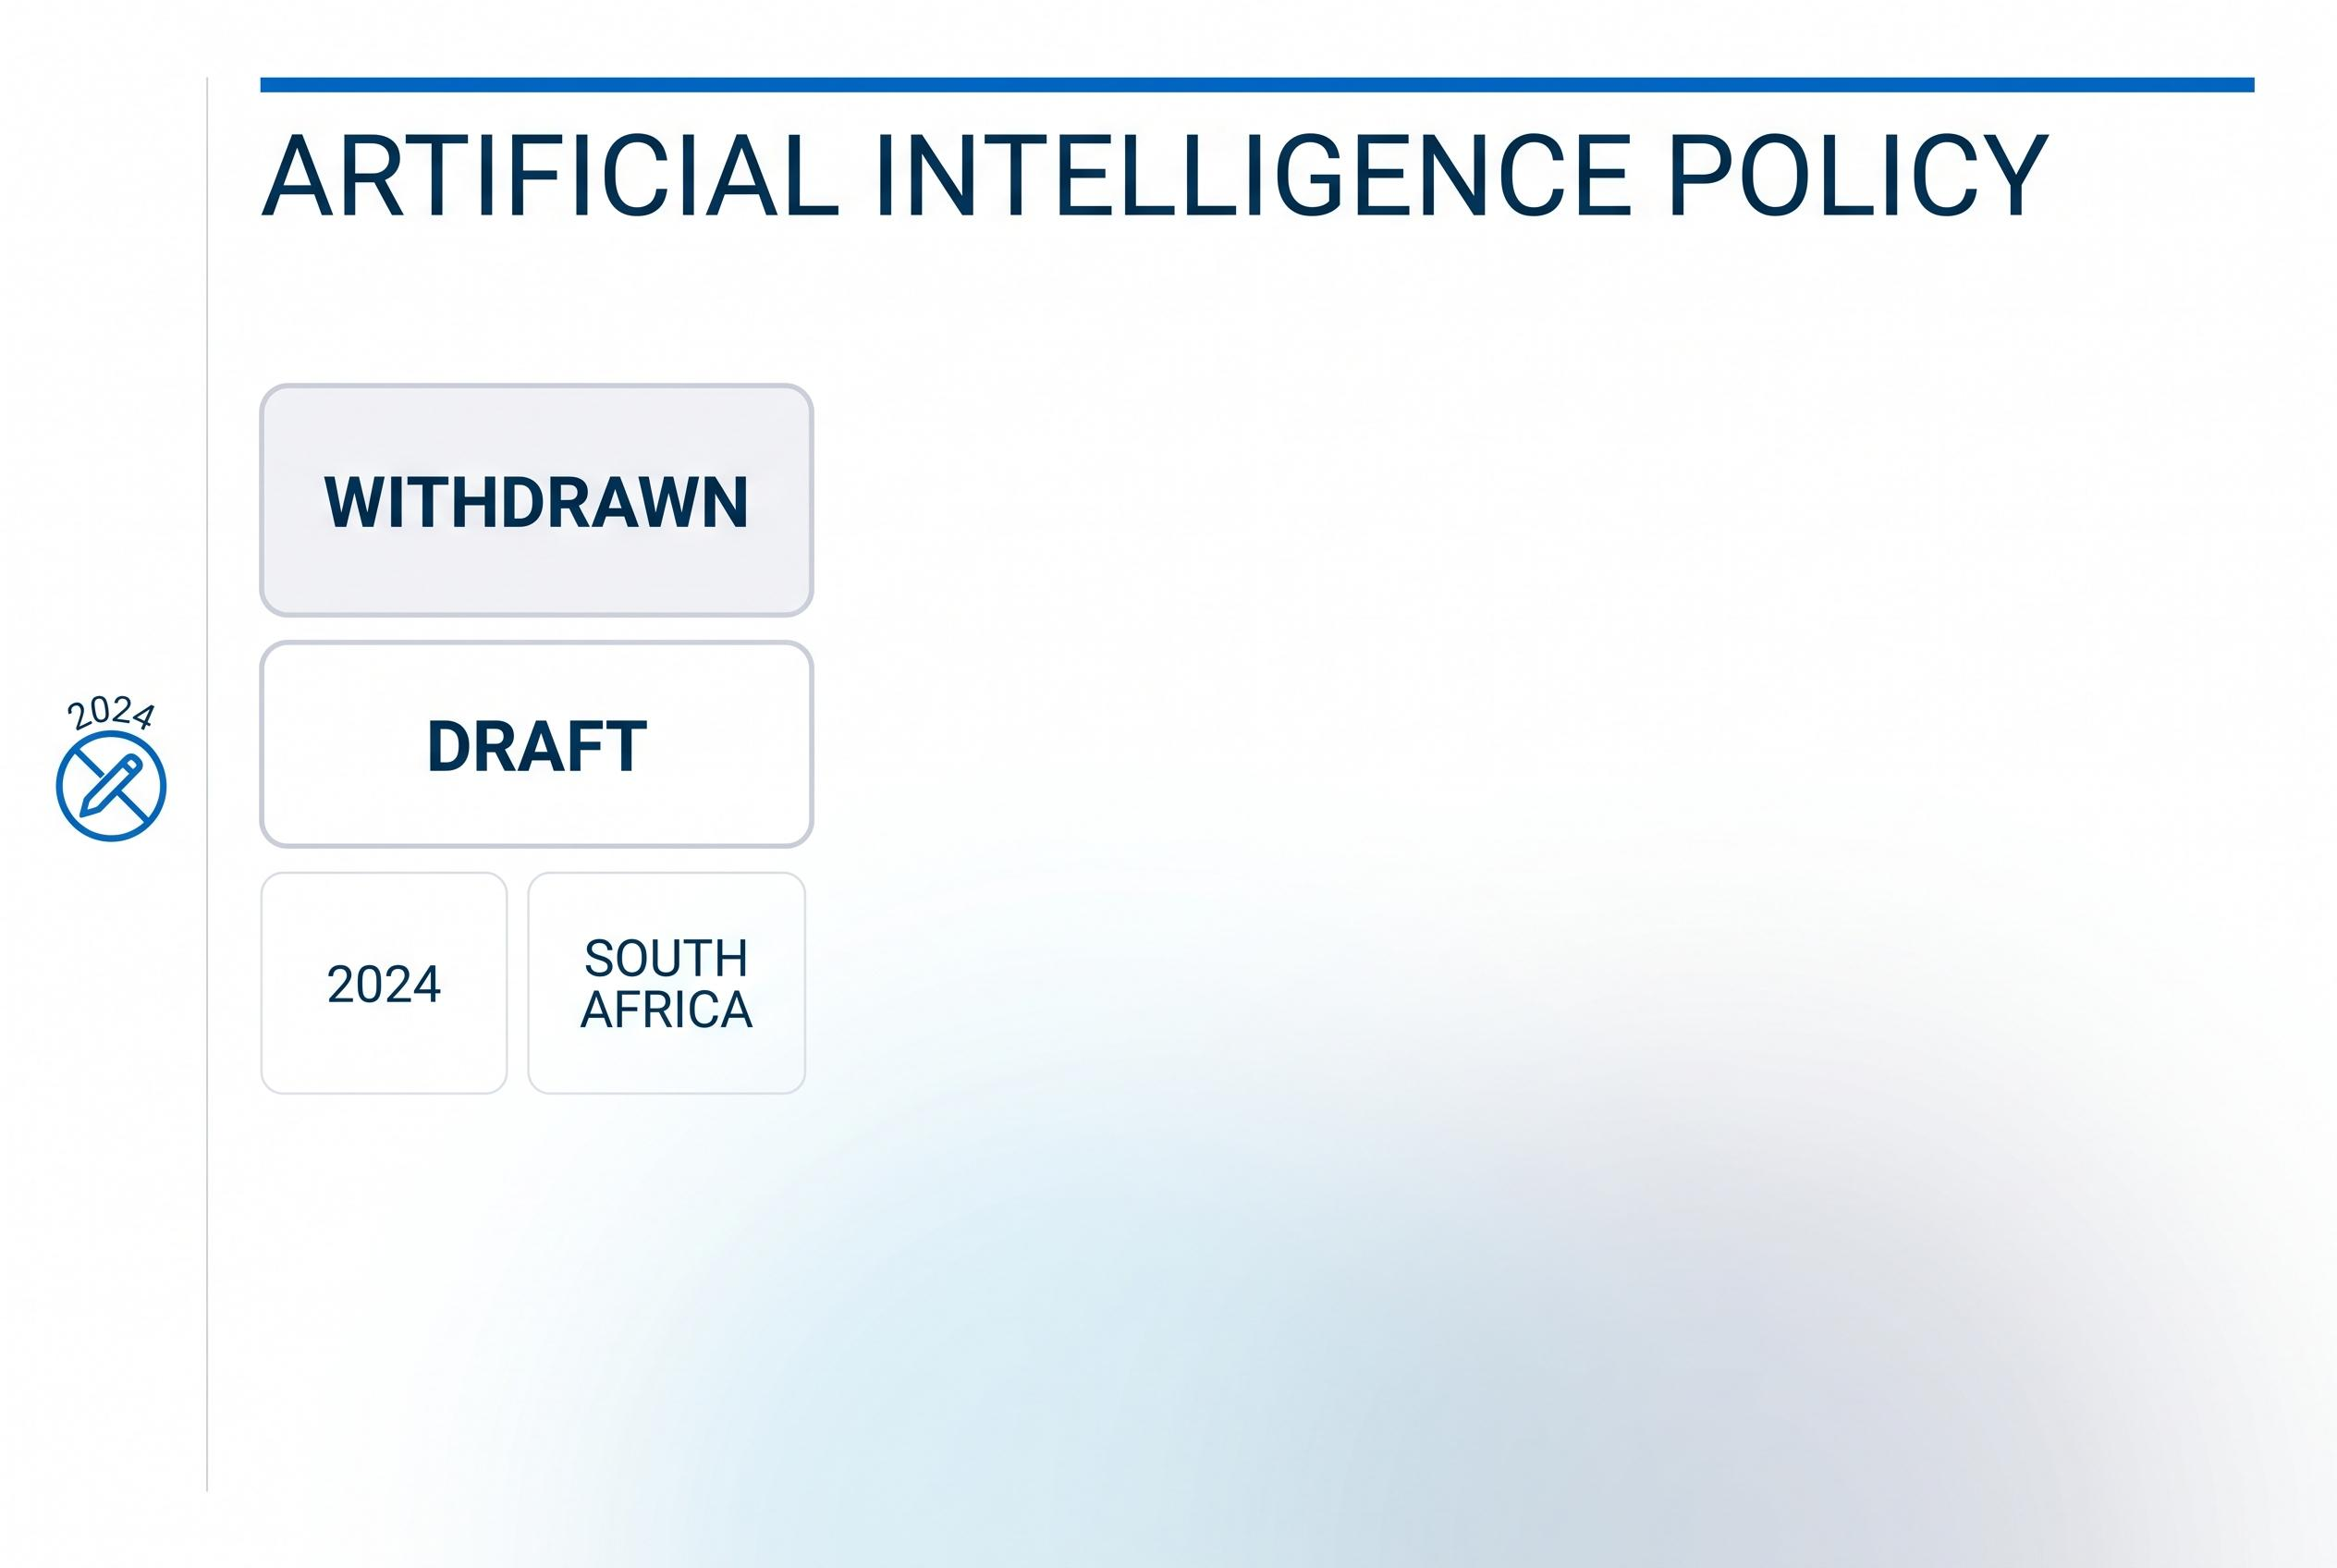 ARTIFICIAL INTELLIGENCE POLICY
WITHDRAWN
DRAFT
2024
2024
SOUTH
AFRICA